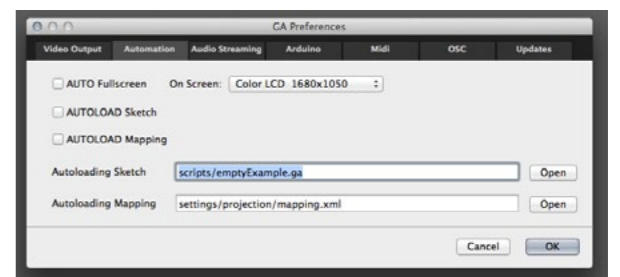 GA Preferences
Video Output Automation Audio Streaming Arduino Midi OSC Updates
AUTO Fullscreen On Screen: Color LCD 1680x1050
AUTOLOAD Sketch
AUTOLOAD Mapping
Autoloading Sketch scripts/emptyExample.ga Open
Autoloading Mapping settings/projection/mapping.xml Open
Cancel OK